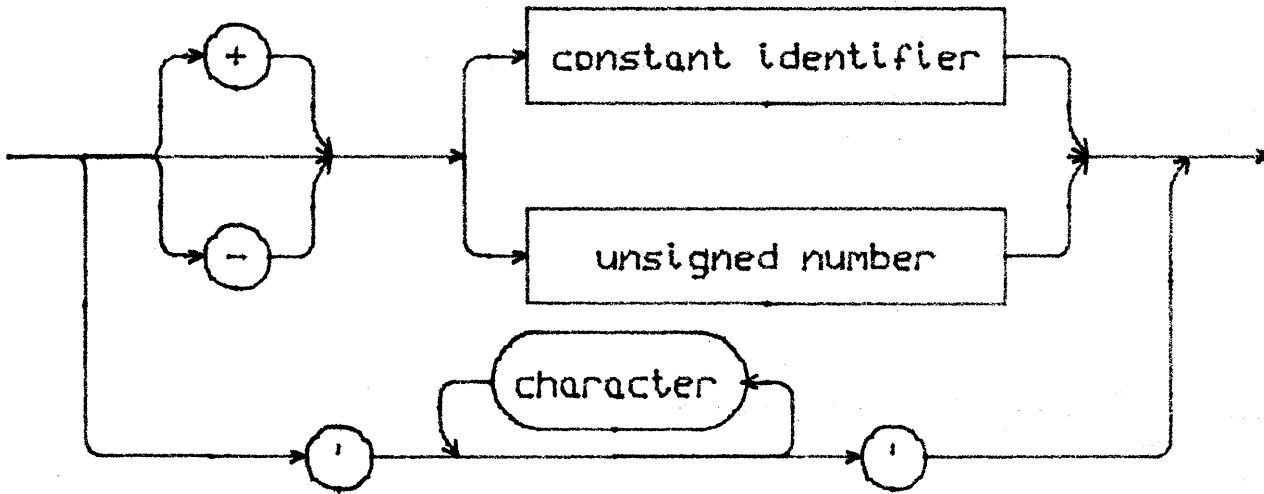 +
constant identifier
-
unsigned number
character
'
'